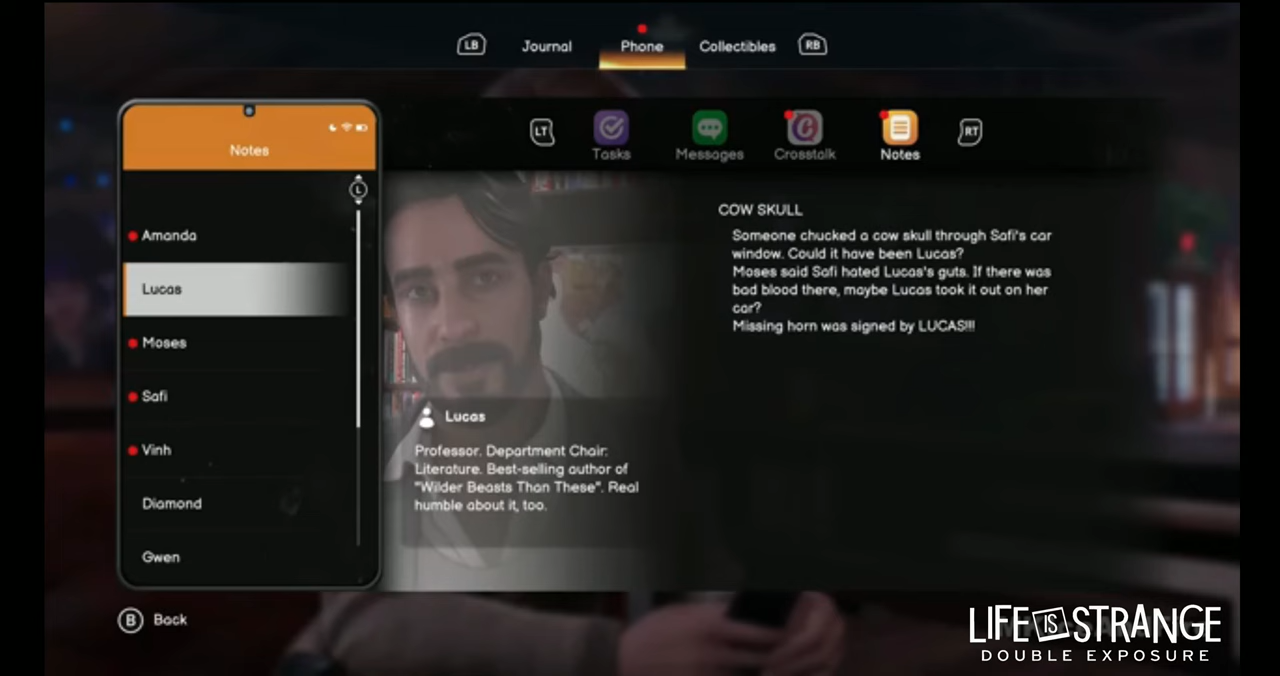 LB Journal Phone Collectibles RB
Notes
LT Tasks Messages Crosstalk Notes RT
L
Amanda
Lucas
Moses
Safi
Vinh
Diamond
Gwen
Lucas
Professor. Department Chair:
Literature. Best-selling author of
"Wilder Beasts Than These". Real
humble about it, too.
COW SKULL
Someone chucked a cow skull through Safi's car
window. Could it have been Lucas?
Moses said Safi hated Lucas's guts. If there was
bad blood there, maybe Lucas took it out on her
car?
Missing horn was signed by LUCAS!!!
B Back
LIFE IS STRANGE
DOUBLE EXPOSURE